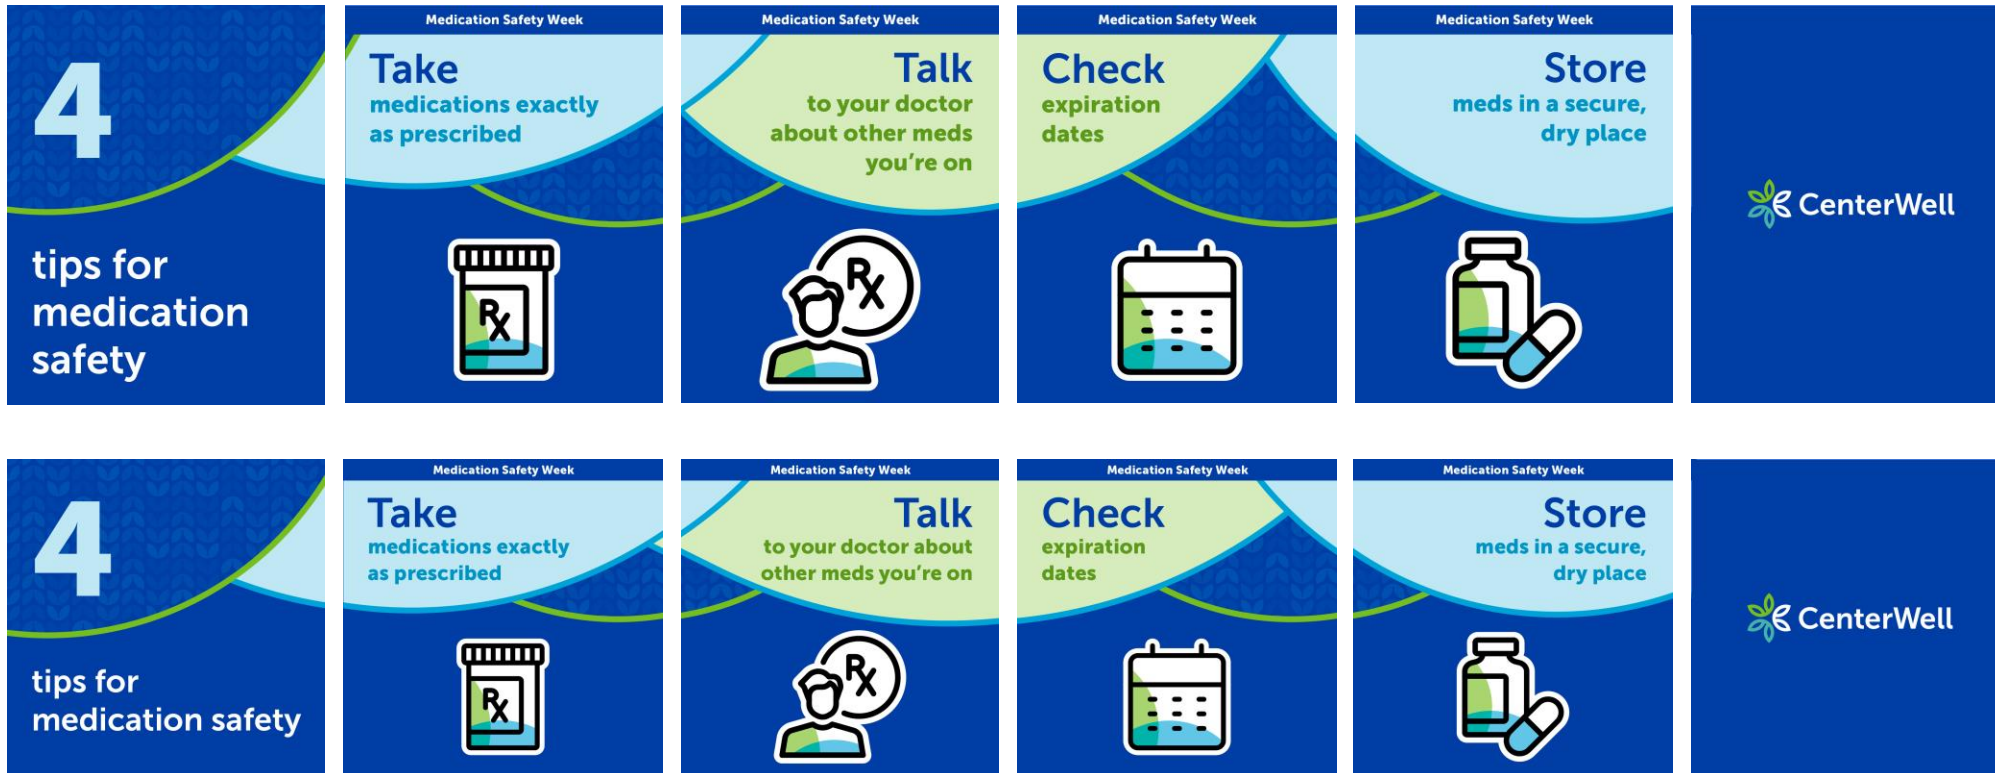 4
tips for
medication
safety
Medication Safety Week
Take
medications exactly
as prescribed
Rx
Medication Safety Week
Talk
to your doctor
about other meds
you're on
Rx
Medication Safety Week
Check
expiration
dates
Medication Safety Week
Store
meds in a secure,
dry place
CenterWell
4
tips for
medication safety
Medication Safety Week
Take
medications exactly
as prescribed
Rx
Medication Safety Week
Talk
to your doctor about
other meds you're on
Rx
Medication Safety Week
Check
expiration
dates
Medication Safety Week
Store
meds in a secure,
dry place
CenterWell